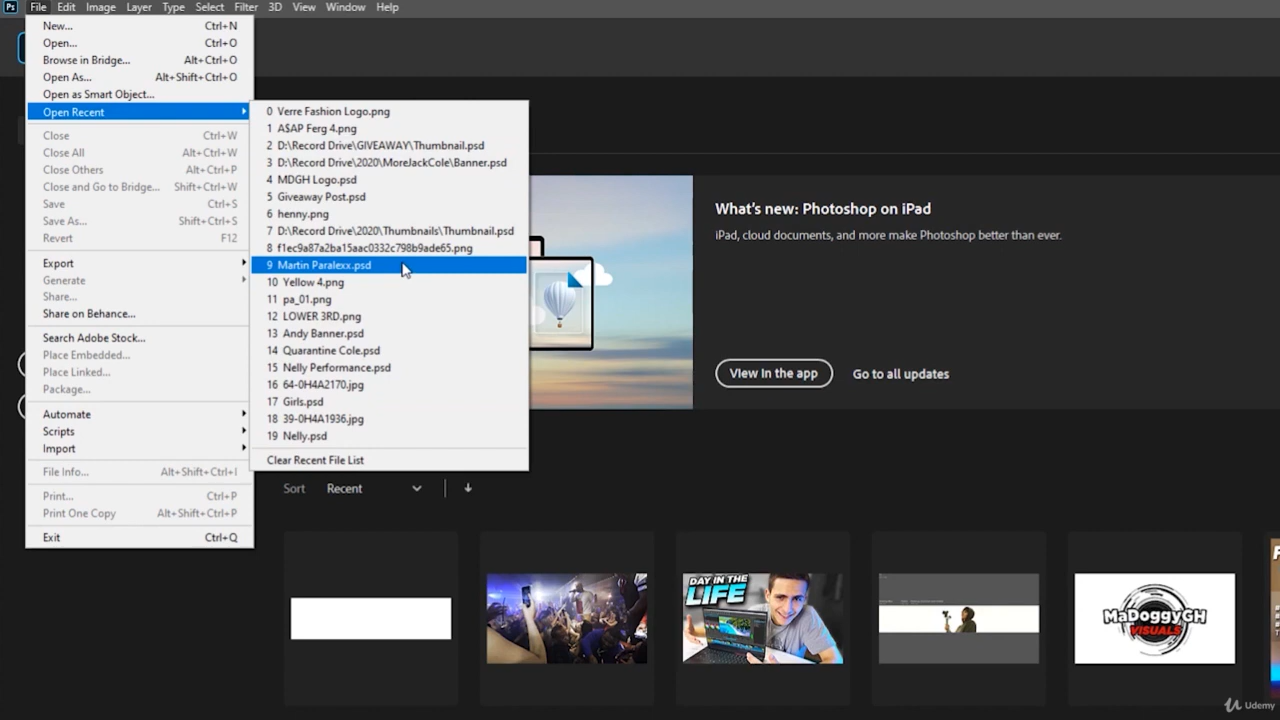 Ps File Edit Image Layer Type Select Filter 3D View Window Help
New... Ctrl+N
Open... Ctrl+O
Browse in Bridge... Alt+Ctrl+O
Open As... Alt+Shift+Ctrl+O
Open as Smart Object...
Open Recent
Close Ctrl+W
Close All Alt+Ctrl+W
Close Others Alt+Ctrl+P
Close and Go to Bridge... Shift+Ctrl+W
Save Ctrl+S
Save As... Shift+Ctrl+S
Revert F12
Export
Generate
Share...
Share on Behance...
Search Adobe Stock...
Place Embedded...
Place Linked...
Package...
Automate
Scripts
Import
File Info... Alt+Shift+Ctrl+I
Print... Ctrl+P
Print One Copy Alt+Shift+Ctrl+P
Exit Ctrl+Q
0 Verre Fashion Logo.png
1 A$AP Ferg 4.png
2 D:\Record Drive\GIVEAWAY\Thumbnail.psd
3 D:\Record Drive\2020\MoreJackCole\Banner.psd
4 MDGH Logo.psd
5 Giveaway Post.psd
6 henny.png
7 D:\Record Drive\2020\Thumbnails\Thumbnail.psd
8 f1ec9a87a2ba15aac0332c798b9ade65.png
9 Martin Paralexx.psd
10 Yellow 4.png
11 pa_01.png
12 LOWER 3RD.png
13 Andy Banner.psd
14 Quarantine Cole.psd
15 Nelly Performance.psd
16 64-0H4A2170.jpg
17 Girls.psd
18 39-0H4A1936.jpg
19 Nelly.psd
Clear Recent File List
What's new: Photoshop on iPad
iPad, cloud documents, and more make Photoshop better than ever.
View in the app Go to all updates
Sort Recent
DAY IN THE
LIFE
MaDoggyGH
VISUALS
Udemy